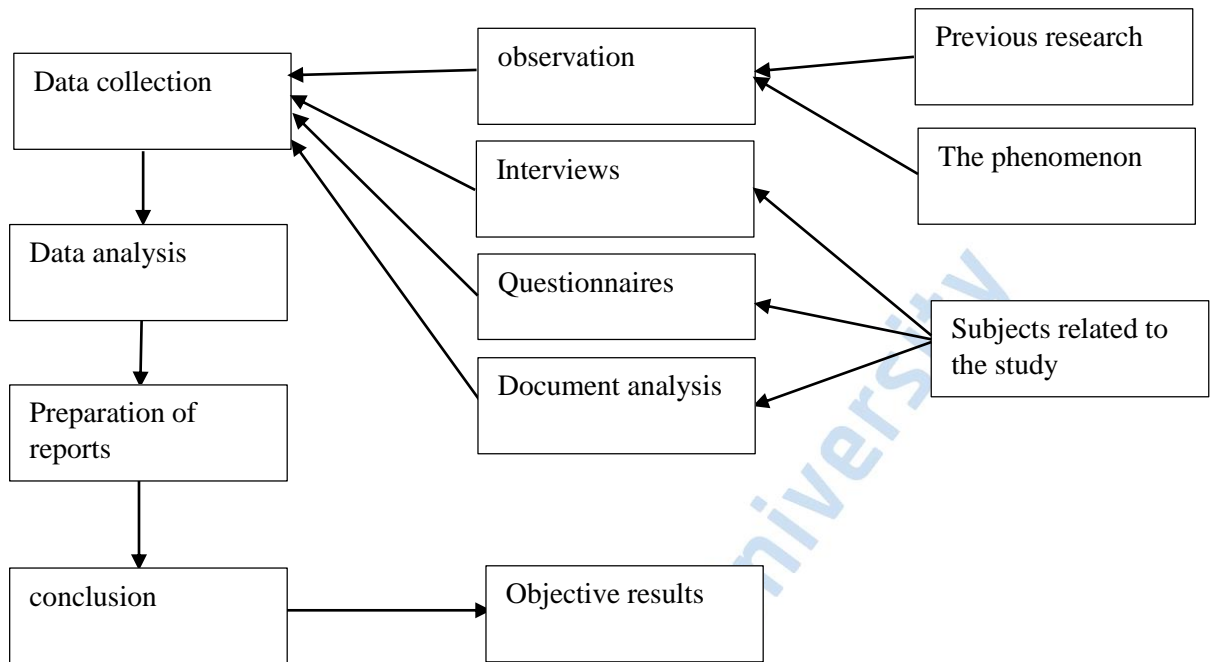 Previous research
observation
Data collection
The phenomenon
Interviews
Data analysis
Questionnaires
Subjects related to
the study
Document analysis
Preparation of
reports
conclusion
Objective results